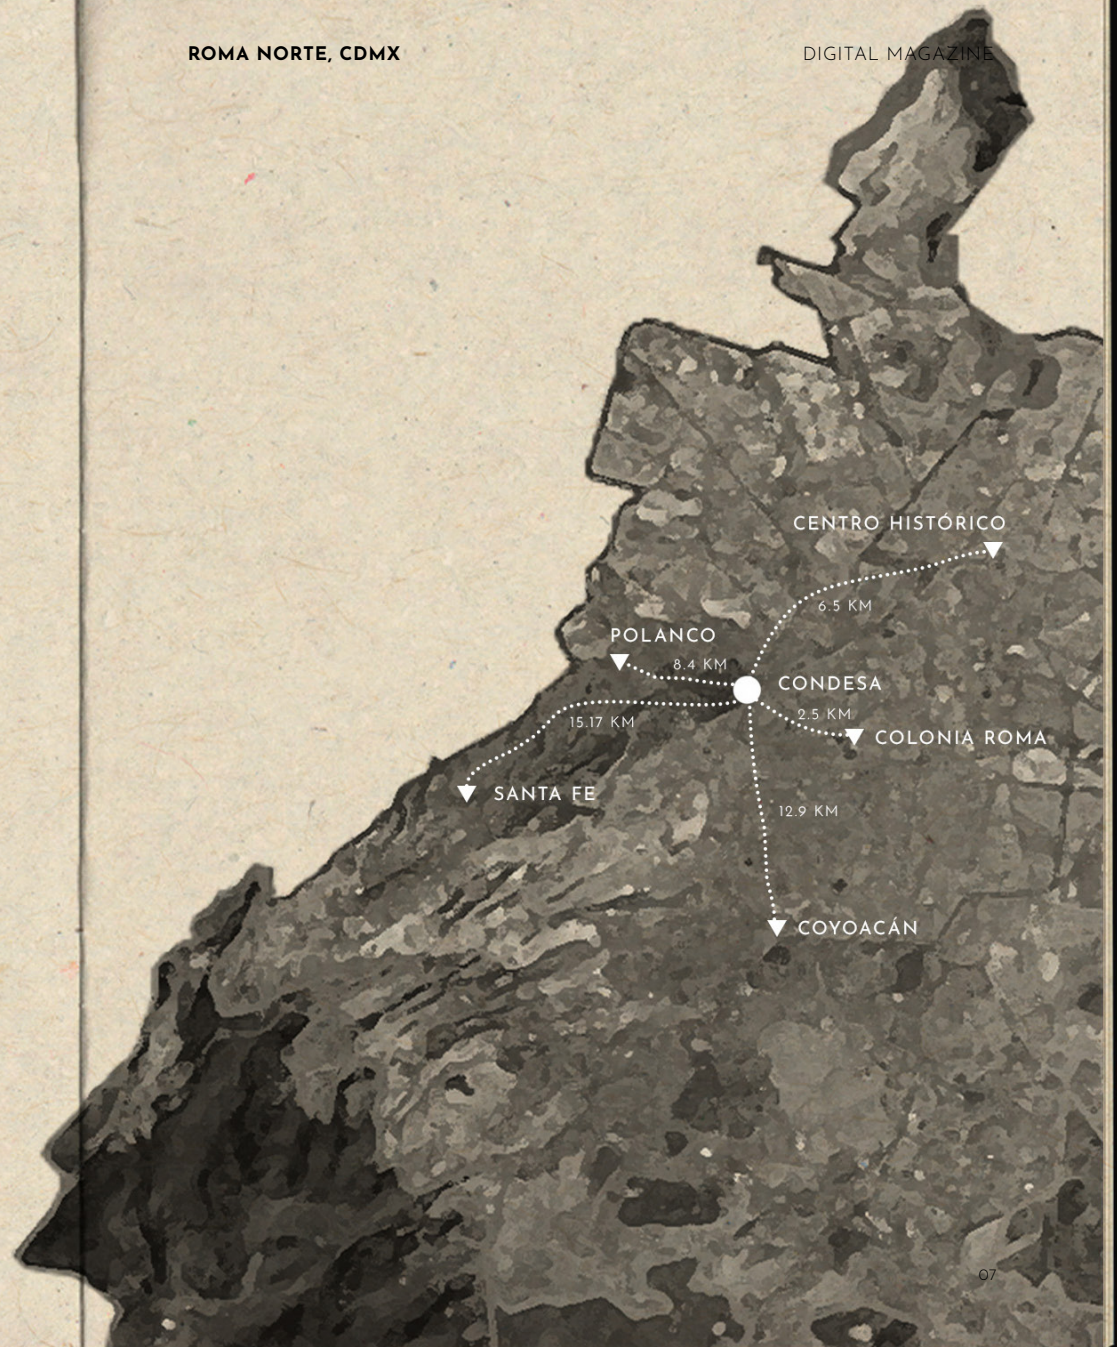 ROMA NORTE, CDMX
DIGITAL MAGAZINE
CENTRO HISTÓRICO
6.5 KM
POLANCO
8.4 KM
CONDESA
2.5 KM
15.17 KM
COLONIA ROMA
SANTA FE
12.9 KM
COYOACÁN
07